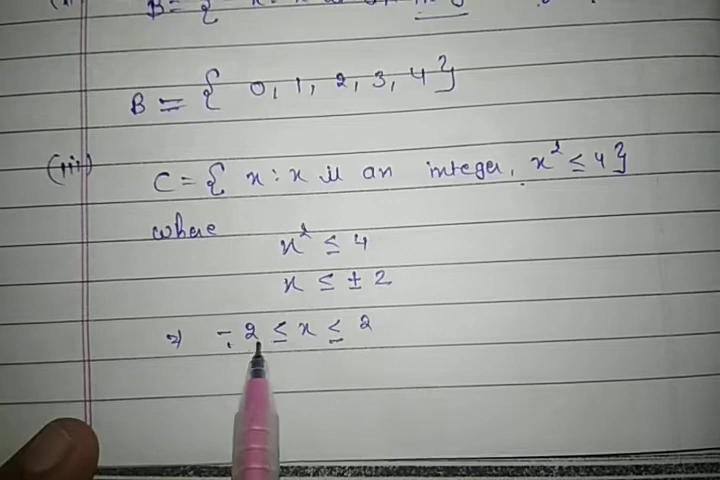 B = {
B = { 0, 1, 2, 3, 4 }
(iii) C = { x : x is an integer, x² ≤ 4 }
where
x² ≤ 4
x ≤ ± 2
⇒ -2 ≤ x ≤ 2